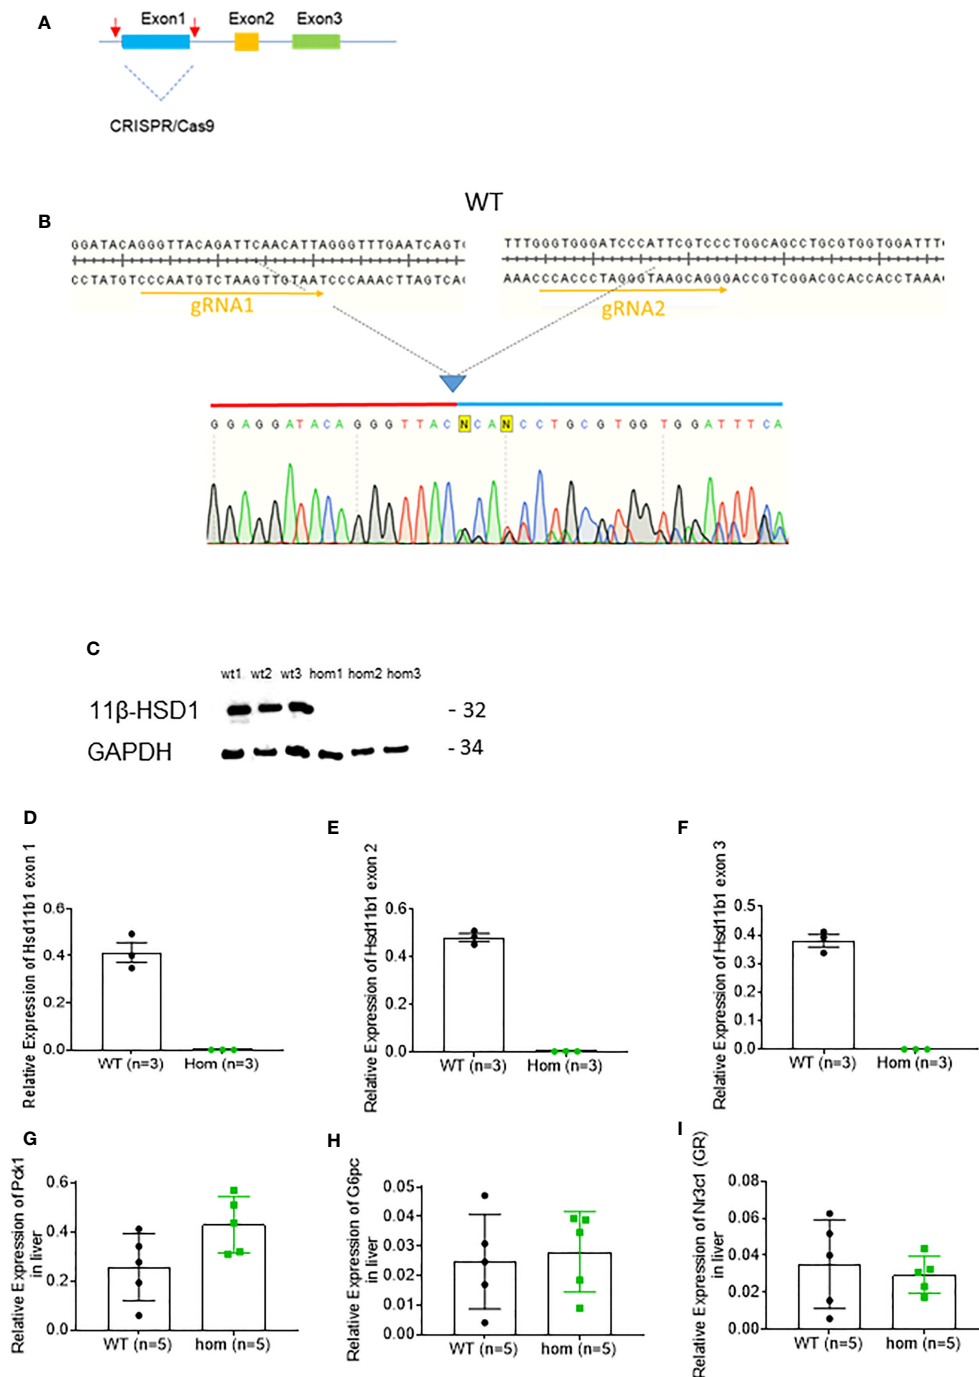 A
Exon1 Exon2 Exon3
CRISPR/Cas9
WT
B
GGATACAGGGTTACAGATTCAACATTAGGGTTTGAATCAGTC
CCTATGTCCCAATGTCTAAGTTGTAATCCCAAACTTAGTCAG
gRNA1
TTTGGGTGGGATCCCATTCGTCCCTGGCAGCCTGCGTGGTGGATTT
AAACCCACCCTAGGGTAAGCAGGGACCGTCGGACGCACCACCTAAA
gRNA2
GGAGGATACAGGGTTACNCANCCTGCGTGGTGGATTTCA
C
wt1 wt2 wt3 hom1 hom2 hom3
11β-HSD1 - 32
GAPDH - 34
D
Relative Expression of Hsd11b1 exon 1
0.6
0.4
0.2
0.0
WT (n=3) Hom (n=3)
E
Relative Expression of Hsd11b1 exon 2
0.6
0.4
0.2
0.0
WT (n=3) Hom (n=3)
F
Relative Expression of Hsd11b1 exon 3
0.5
0.4
0.3
0.2
0.1
0.0
WT (n=3) Hom (n=3)
G
Relative Expression of Pck1
in liver
0.6
0.4
0.2
0.0
WT (n=5) hom (n=5)
H
Relative Expression of G6pc
in liver
0.05
0.04
0.03
0.02
0.01
0.00
WT (n=5) hom (n=5)
I
Relative Expression of Nr3c1 (GR)
in liver
0.08
0.06
0.04
0.02
0.00
WT (n=5) hom (n=5)